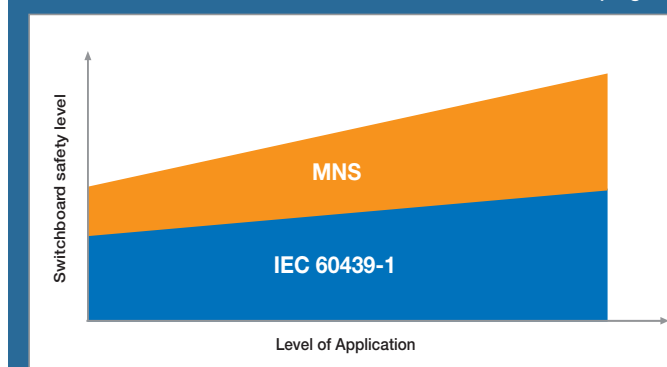 Switchboard safety level
MNS
IEC 60439-1
Level of Application